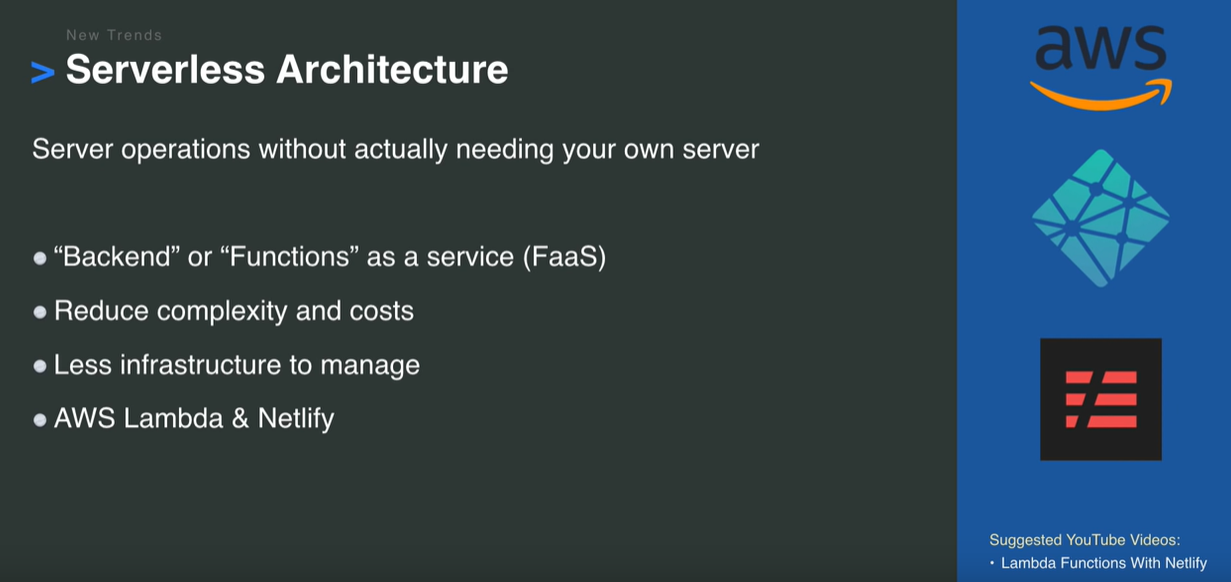 New Trends
> Serverless Architecture
Server operations without actually needing your own server
“Backend” or “Functions” as a service (FaaS)
Reduce complexity and costs
Less infrastructure to manage
AWS Lambda & Netlify
aws
Suggested YouTube Videos:
• Lambda Functions With Netlify